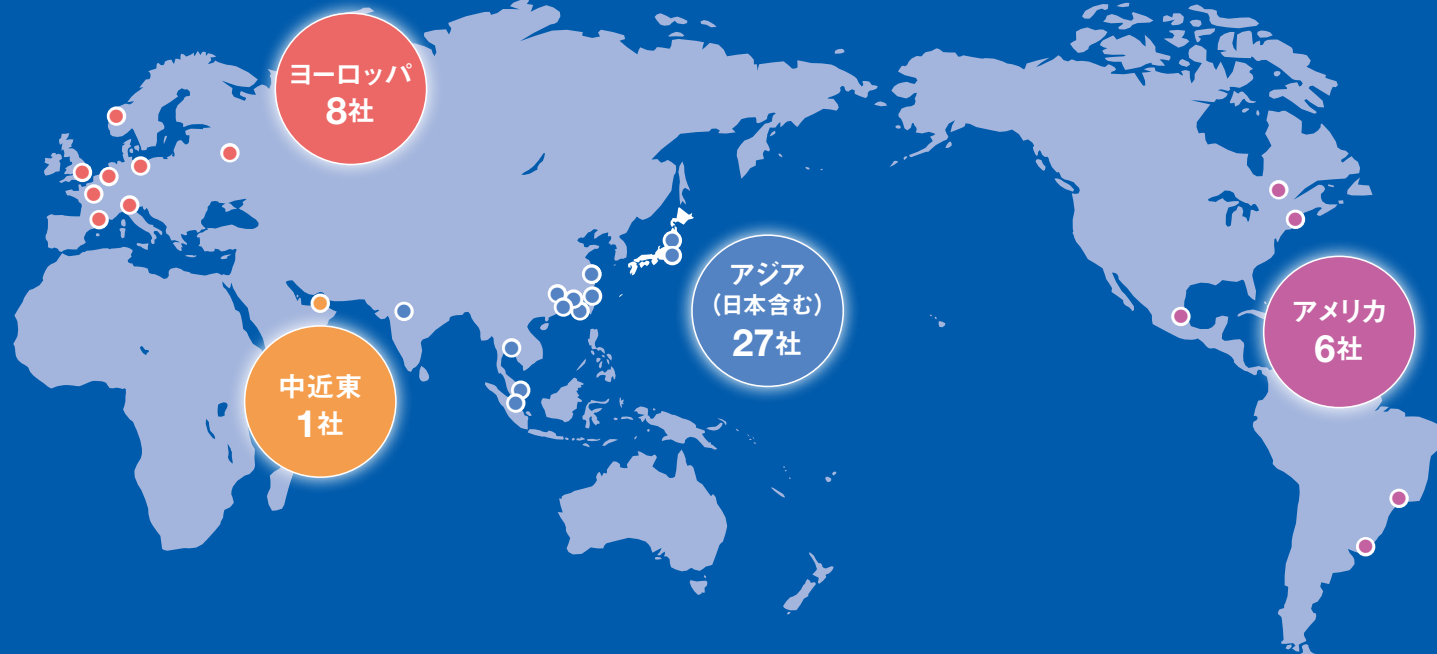 ヨーロッパ
8社
アジア
（日本含む）
27社
アメリカ
6社
中近東
1社